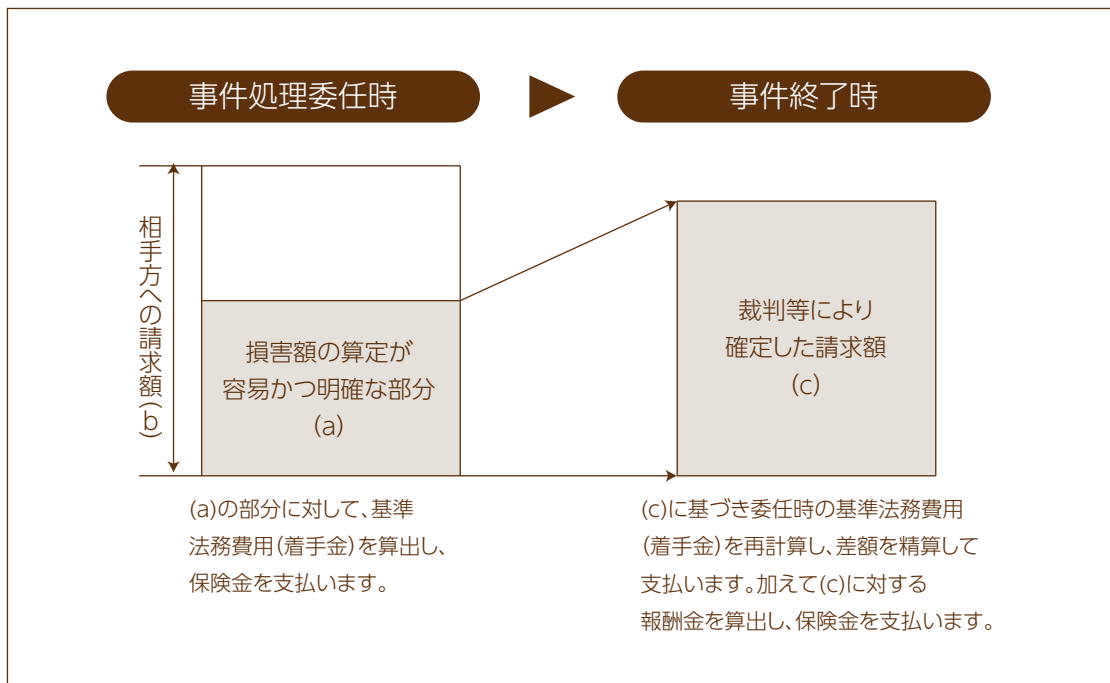 事件処理委任時
事件終了時
相手方への請求額(b)
損害額の算定が
容易かつ明確な部分
(a)
裁判等により
確定した請求額
(c)
(a)の部分に対して、基準
法務費用(着手金)を算出し、
保険金を支払います。
(c)に基づき委任時の基準法務費用
(着手金)を再計算し、差額を精算して
支払います。加えて(c)に対する
報酬金を算出し、保険金を支払います。